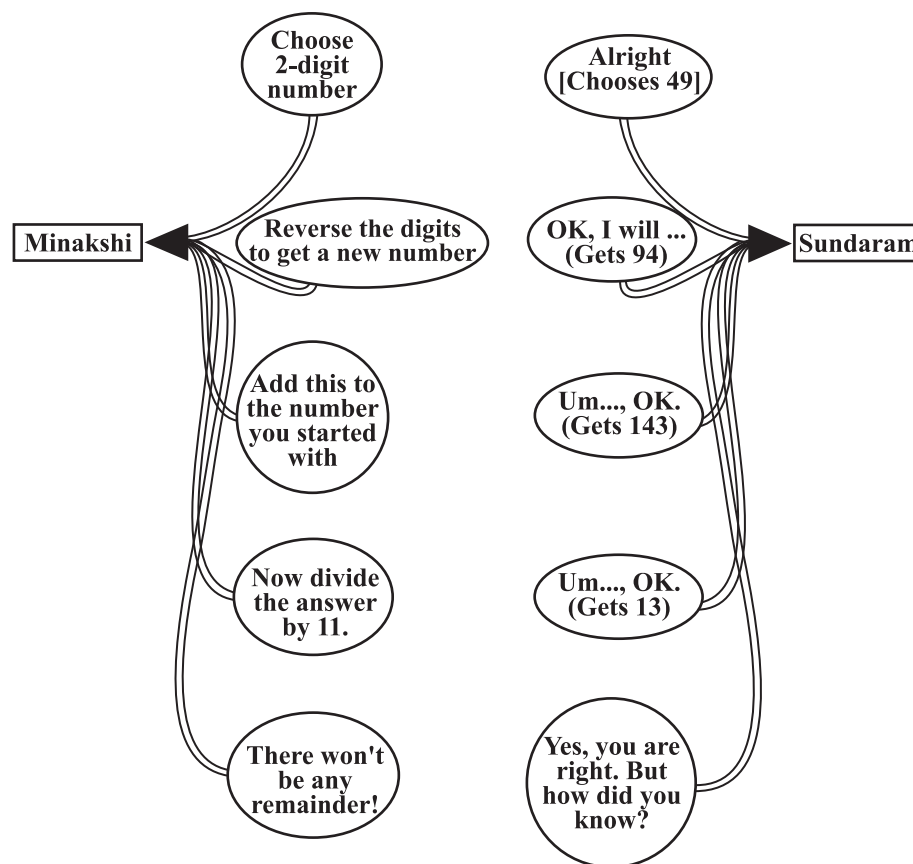 Choose
2-digit
number
Alright
[Chooses 49]
Minakshi
Reverse the digits
to get a new number
OK, I will ...
(Gets 94)
Sundaram
Add this to
the number
you started
with
Um..., OK.
(Gets 143)
Now divide
the answer
by 11.
Um..., OK.
(Gets 13)
There won't
be any
remainder!
Yes, you are
right. But
how did you
know?